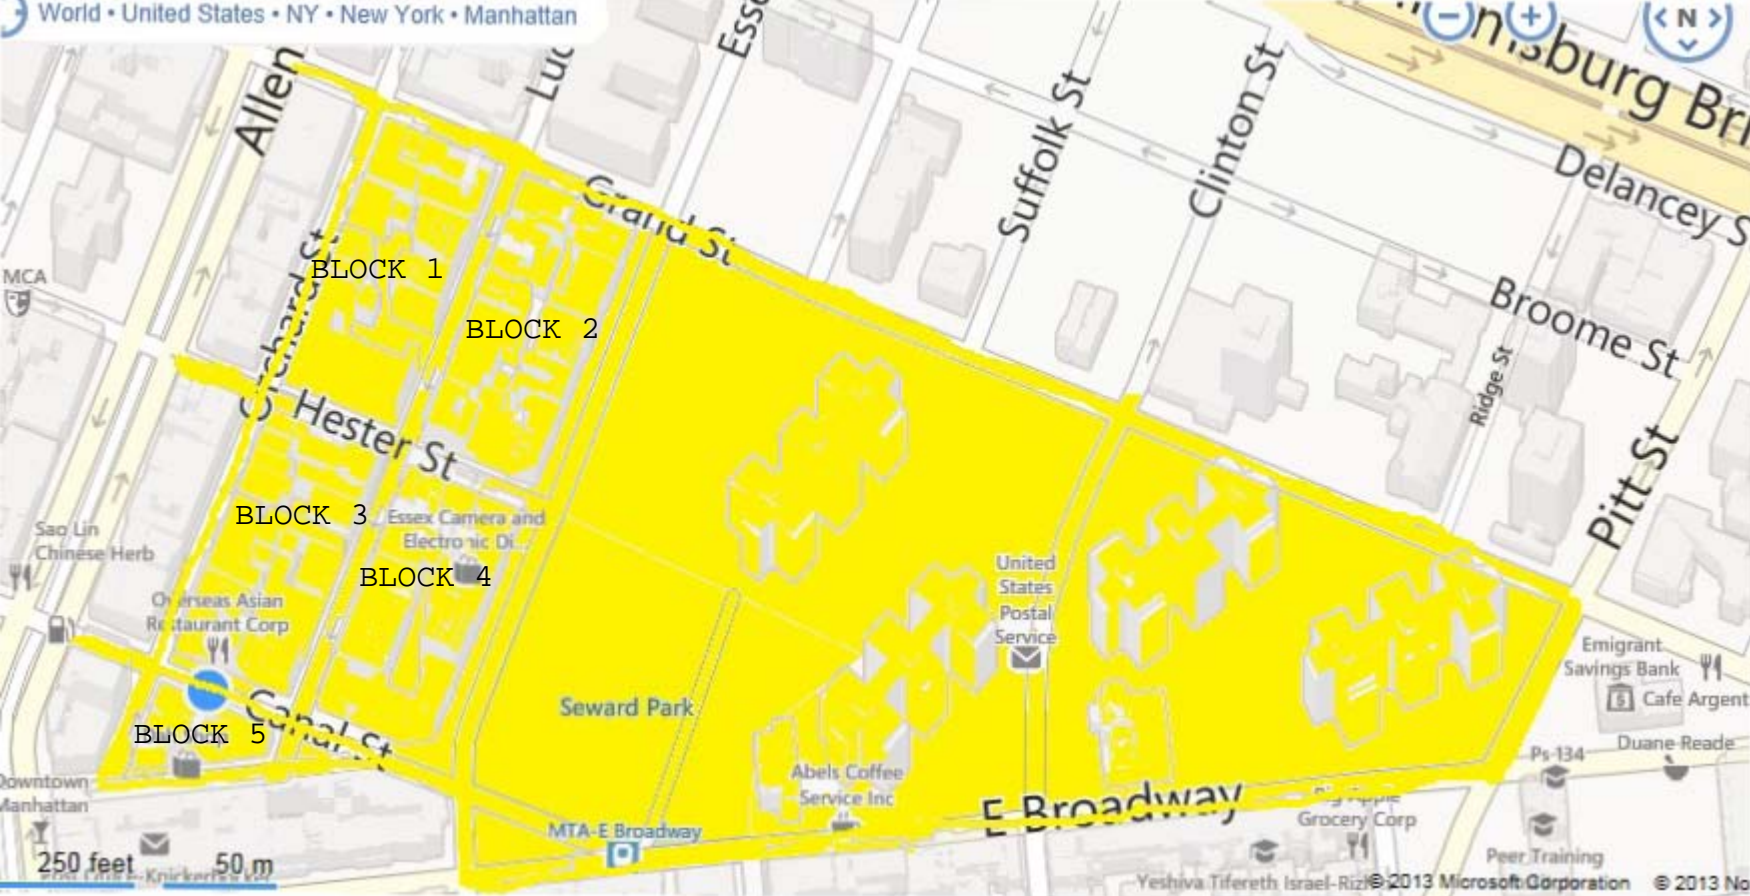 World • United States • NY • New York • Manhattan
Allen
Suffolk St
Clinton St
Delancey S
Grand St
MCA
BLOCK 1
BLOCK 2
Broome St
Ridge St
Pitt St
Hester St
BLOCK 3
Essex Camera and
Electronic Di...
BLOCK 4
Sao Lin
Chinese Herb
United
States
Postal
Service
Overseas Asian
Restaurant Corp
Emigrant
Savings Bank
Cafe Argent
Seward Park
Canal St
BLOCK 5
Ps 134
Duane Reade
Downtown
Manhattan
Abels Coffee
Service Inc
E Broadway
MTA-E Broadway
Grocery Corp
Peer Training
250 feet
50 m
Yeshiva Tifereth Israel-Riz
© 2013 Microsoft Corporation
© 2013 No
N